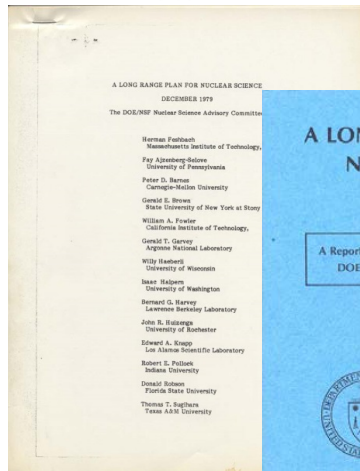 A LONG RANGE PLAN FOR NUCLEAR SCIENCE
DECEMBER 1979
The DOE/NSF Nuclear Science Advisory Committee
Herman Feshbach
Massachusetts Institute of Technology,
Fay Ajzenberg-Selove
University of Pennsylvania
Peter D. Barnes
Carnegie-Mellon University
Gerald E. Brown
State University of New York at Stony
William A. Fowler
California Institute of Technology,
Gerald T. Garvey
Argonne National Laboratory
Willy Haeberli
University of Wisconsin
Isaac Halpern
University of Washington
Bernard G. Harvey
Lawrence Berkeley Laboratory
John R. Huizenga
University of Rochester
Edward A. Knapp
Los Alamos Scientific Laboratory
Robert E. Pollock
Indiana University
Donald Robson
Florida State University
Thomas T. Sugihara
Texas A&M University
A LON
N
A Report
DOE
DEPARTMEN